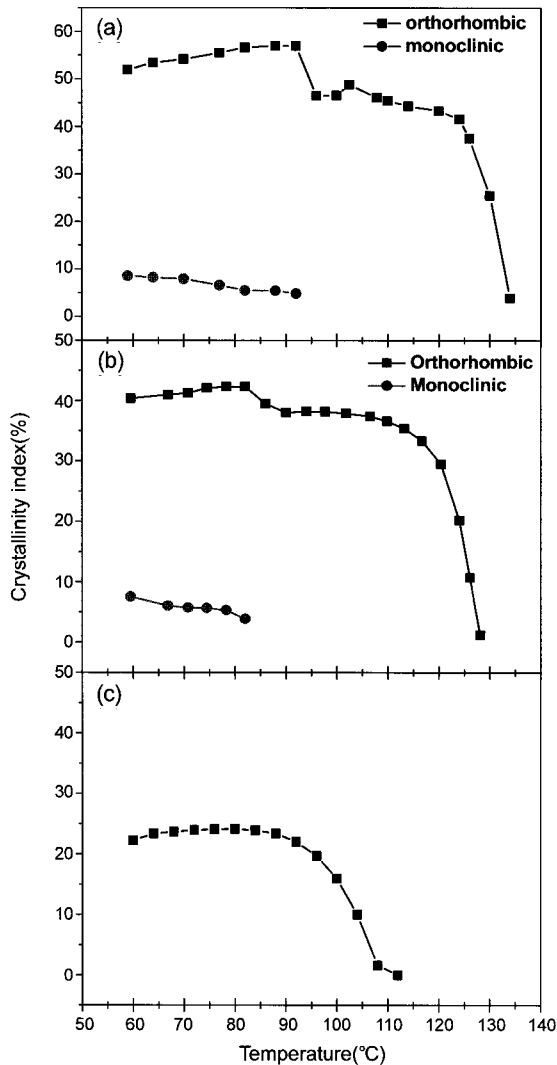 (a)
orthorhombic
monoclinic
60
50
40
30
20
10
0
50
(b)
Orthorhombic
Monoclinic
40
30
20
10
0
50
(c)
40
30
20
10
0
50 60 70 80 90 100 110 120 130 140
Crystallinity index(%)
Temperature(℃)